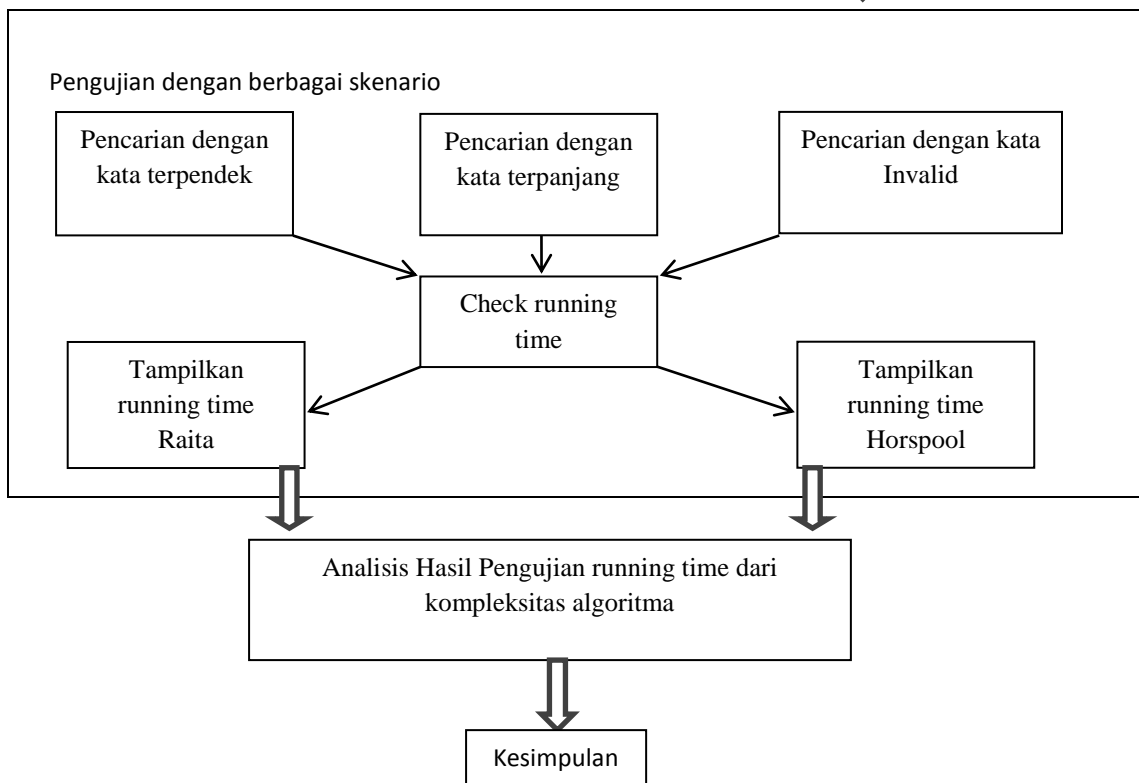 Pengujian dengan berbagai skenario
Pencarian dengan
kata terpendek
Pencarian dengan
kata terpanjang
Pencarian dengan kata
Invalid
Check running
time
Tampilkan
running time
Raita
Tampilkan
running time
Horspool
Analisis Hasil Pengujian running time dari
kompleksitas algoritma
Kesimpulan